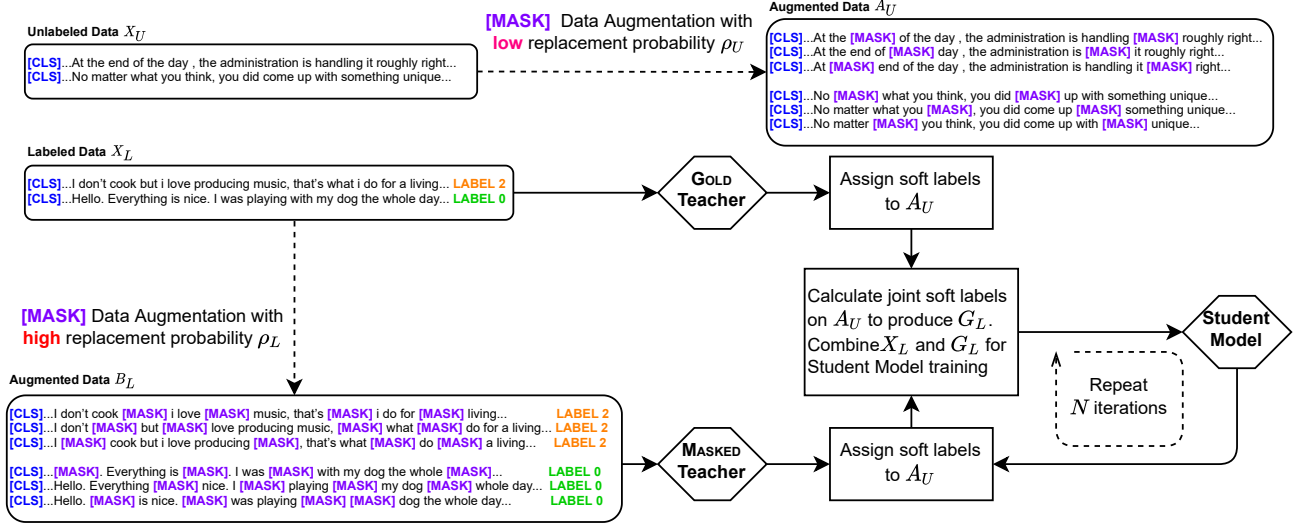 Unlabeled Data X_U
[CLS]...At the end of the day , the administration is handling it roughly right...
[CLS]...No matter what you think, you did come up with something unique...
[MASK] Data Augmentation with
low replacement probability ρ_U
Augmented Data A_U
[CLS]...At the [MASK] of the day , the administration is handling [MASK] roughly right...
[CLS]...At the end of [MASK] day , the administration is [MASK] it roughly right...
[CLS]...At [MASK] end of the day , the administration is handling it [MASK] right...
[CLS]...No [MASK] what you think, you did [MASK] up with something unique...
[CLS]...No matter what you [MASK], you did come up [MASK] something unique...
[CLS]...No matter [MASK] you think, you did come up with [MASK] unique...
Labeled Data X_L
[CLS]...I don't cook but i love producing music, that's what i do for a living... LABEL 2
[CLS]...Hello. Everything is nice. I was playing with my dog the whole day... LABEL 0
GOLD
Teacher
Assign soft labels
to A_U
[MASK] Data Augmentation with
high replacement probability ρ_L
Calculate joint soft labels
on A_U to produce G_L.
Combine X_L and G_L for
Student Model training
Student
Model
Repeat
N iterations
Augmented Data B_L
[CLS]...I don't cook [MASK] i love [MASK] music, that's [MASK] i do for [MASK] living... LABEL 2
[CLS]...I don't [MASK] but [MASK] love producing music, [MASK] what [MASK] do for a living... LABEL 2
[CLS]...I [MASK] cook but i love producing [MASK], that's what [MASK] do [MASK] a living... LABEL 2
[CLS]...[MASK]. Everything is [MASK]. I was [MASK] with my dog the whole [MASK]... LABEL 0
[CLS]...Hello. Everything [MASK] nice. I [MASK] playing [MASK] my dog [MASK] whole day... LABEL 0
[CLS]...Hello. [MASK] is nice. [MASK] was playing [MASK] [MASK] dog the whole day... LABEL 0
MASKED
Teacher
Assign soft labels
to A_U